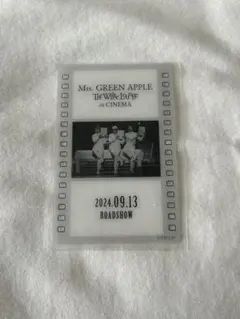 Mrs. GREEN APPLE
The White Lounge
in CINEMA
2024.09.13
ROADSHOW